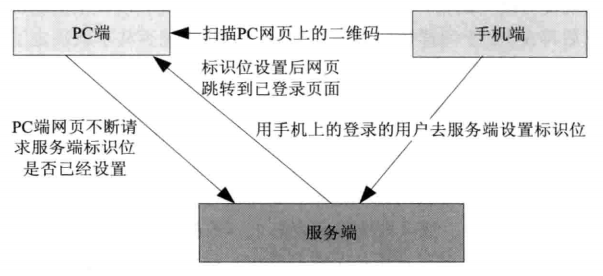 PC端
扫描PC网页上的二维码
手机端
标识位设置后网页
跳转到已登录页面
PC端网页不断请
求服务端标识位
是否已经设置
用手机上的登录的用户去服务端设置标识位
服务端